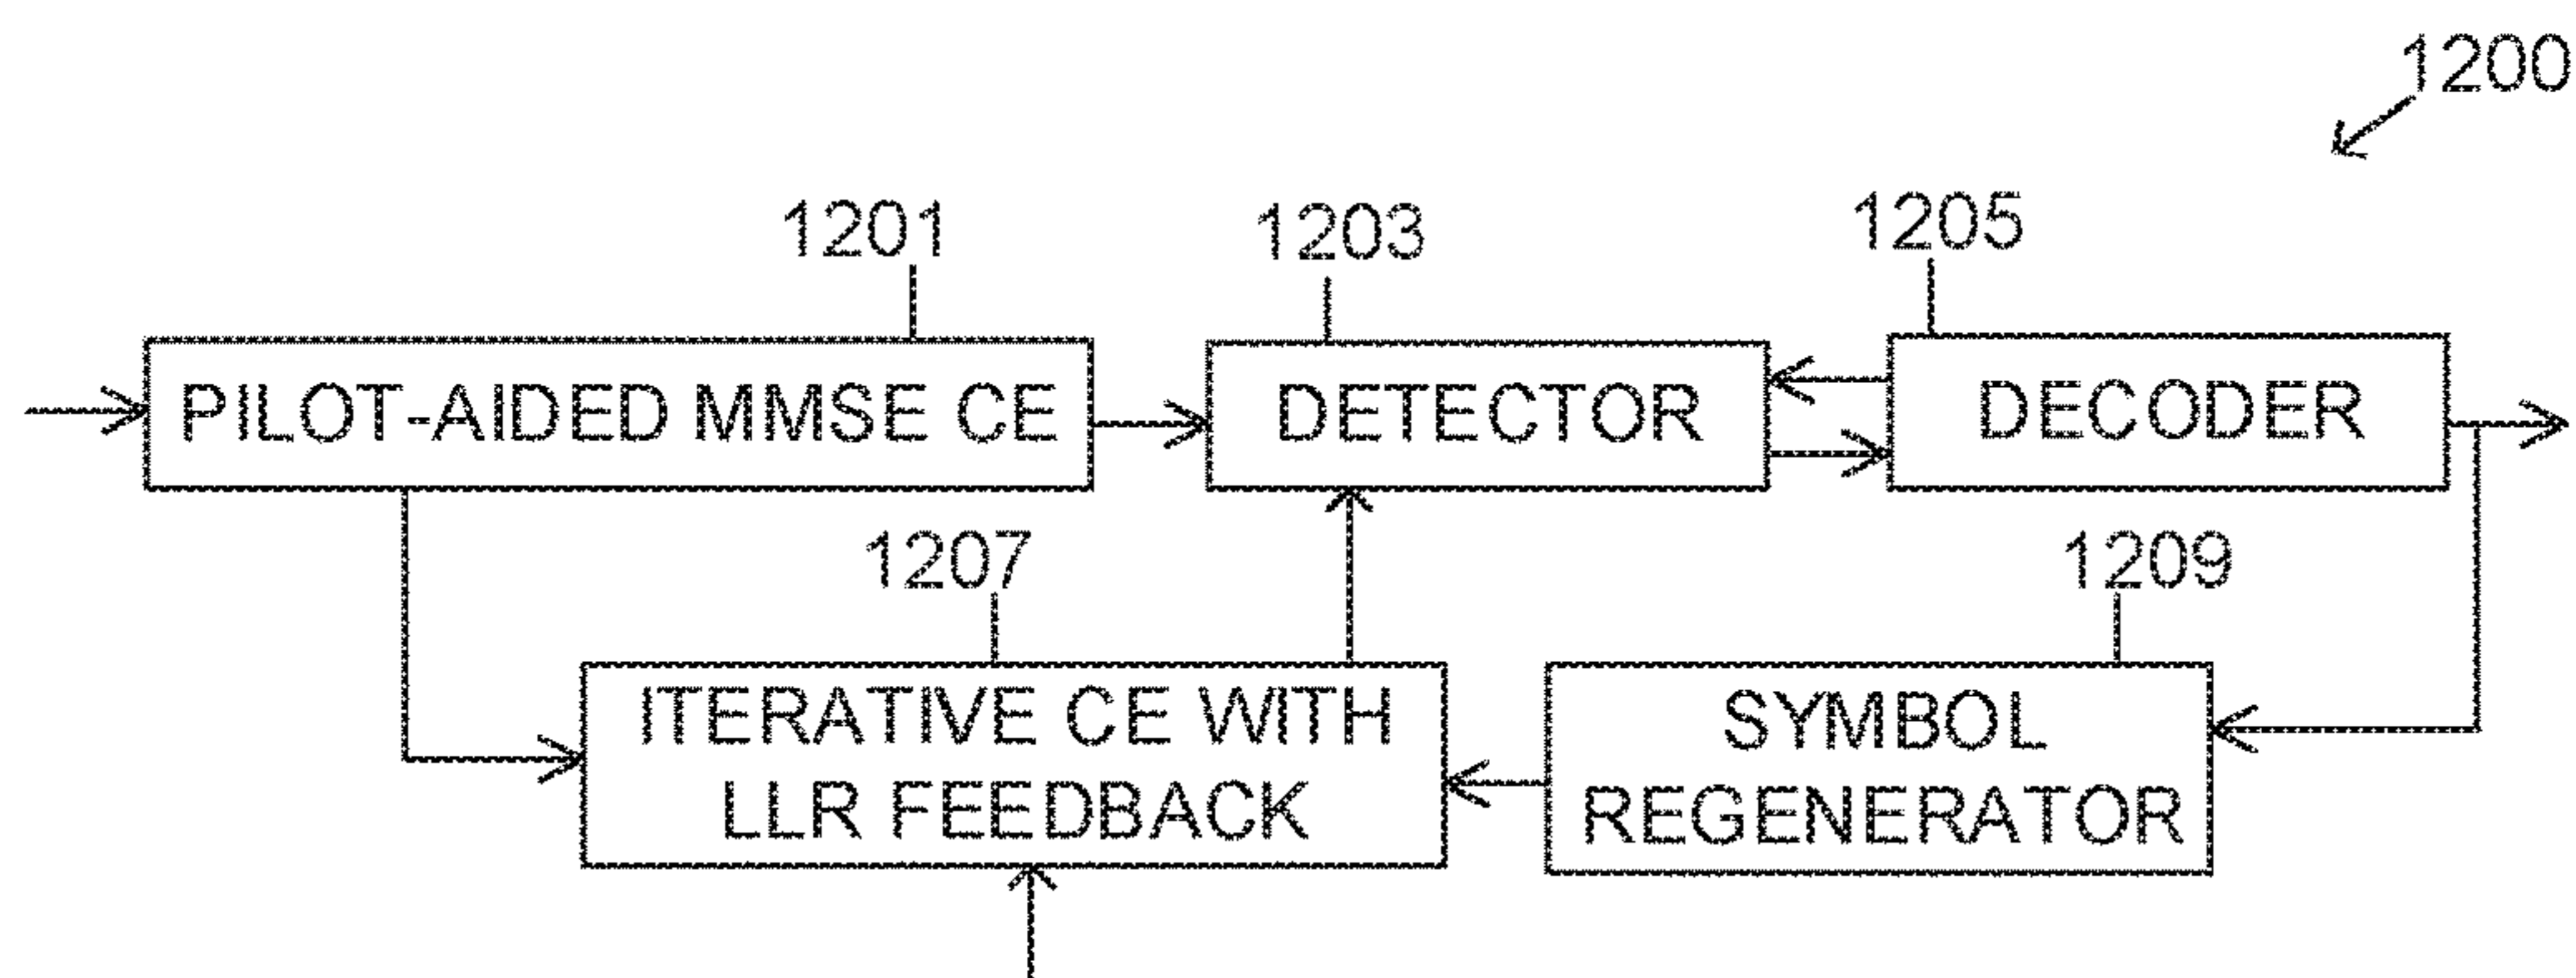 1200
1201
1203
1205
PILOT-AIDED MMSE CE
DETECTOR
DECODER
1207
1209
ITERATIVE CE WITH
LLR FEEDBACK
SYMBOL
REGENERATOR